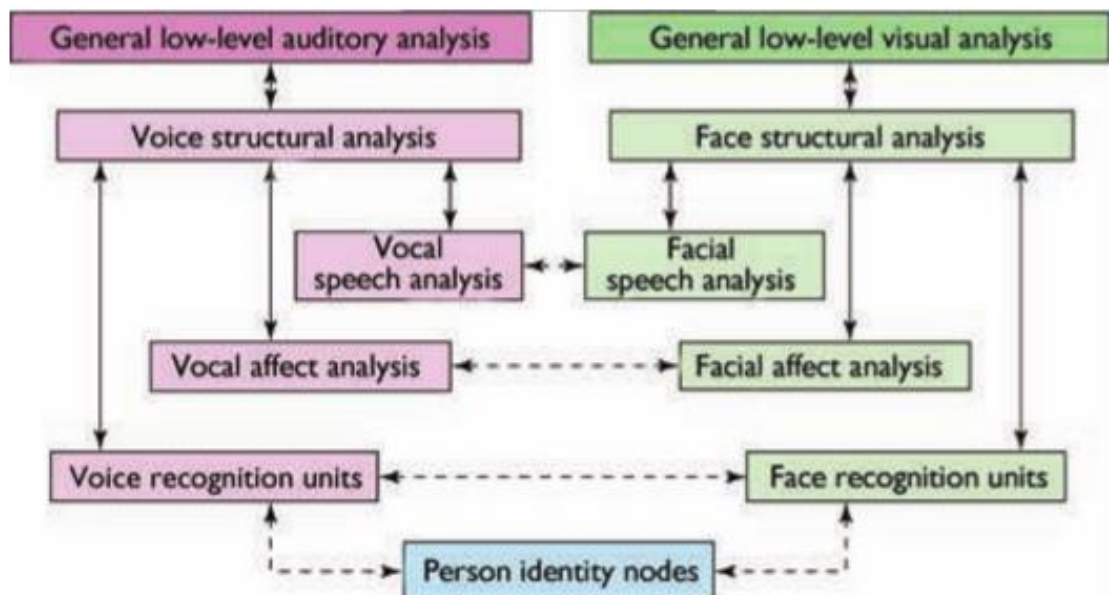 General low-level auditory analysis
General low-level visual analysis
Voice structural analysis
Face structural analysis
Vocal
speech analysis
Facial
speech analysis
Vocal affect analysis
Facial affect analysis
Voice recognition units
Face recognition units
Person identity nodes